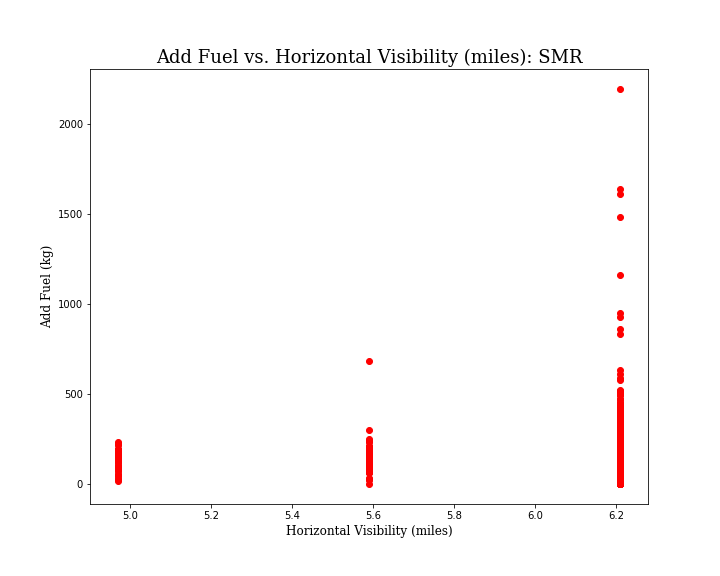 Add Fuel vs. Horizontal Visibility (miles): SMR
Add Fuel (kg)
2000
1500
1000
500
0
5.0 5.2 5.4 5.6 5.8 6.0 6.2
Horizontal Visibility (miles)